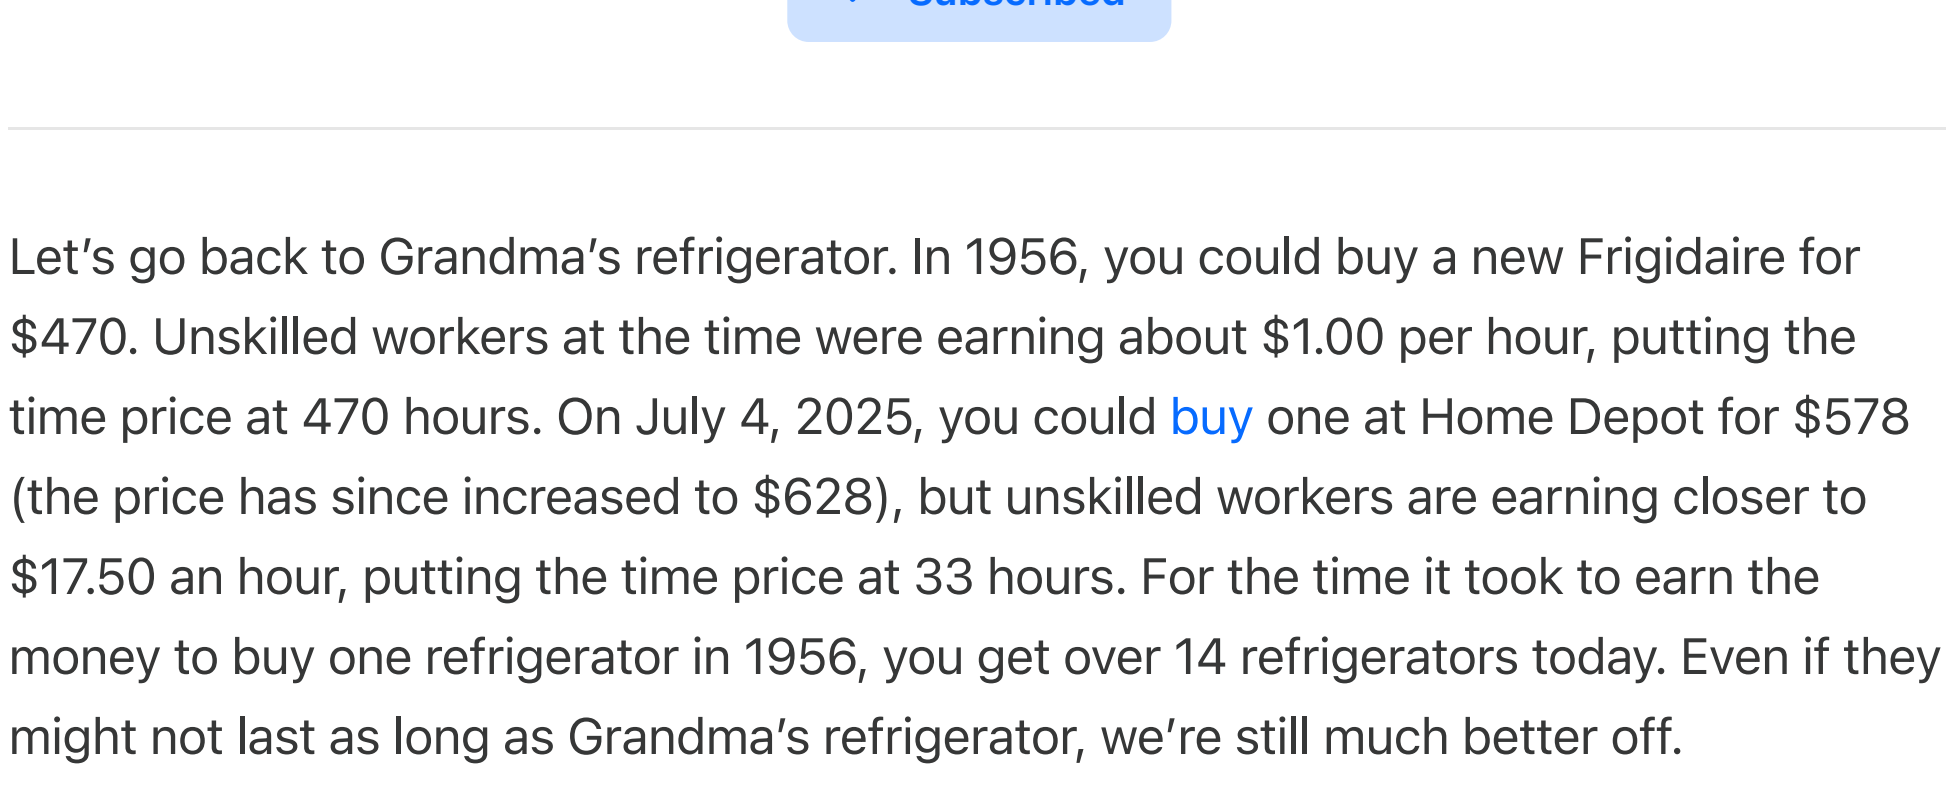 Subscribed
Let’s go back to Grandma’s refrigerator. In 1956, you could buy a new Frigidaire for
$470. Unskilled workers at the time were earning about $1.00 per hour, putting the
time price at 470 hours. On July 4, 2025, you could buy one at Home Depot for $578
(the price has since increased to $628), but unskilled workers are earning closer to
$17.50 an hour, putting the time price at 33 hours. For the time it took to earn the
money to buy one refrigerator in 1956, you get over 14 refrigerators today. Even if they
might not last as long as Grandma’s refrigerator, we’re still much better off.